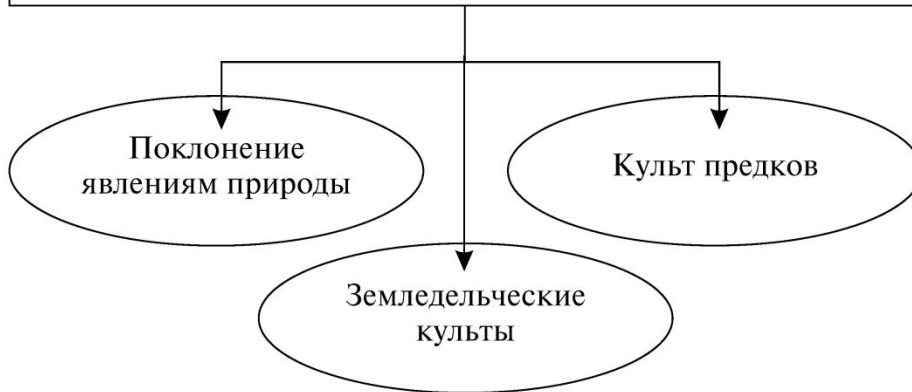 Поклонение
явлениям природы
Культ предков
Земледельческие
культы